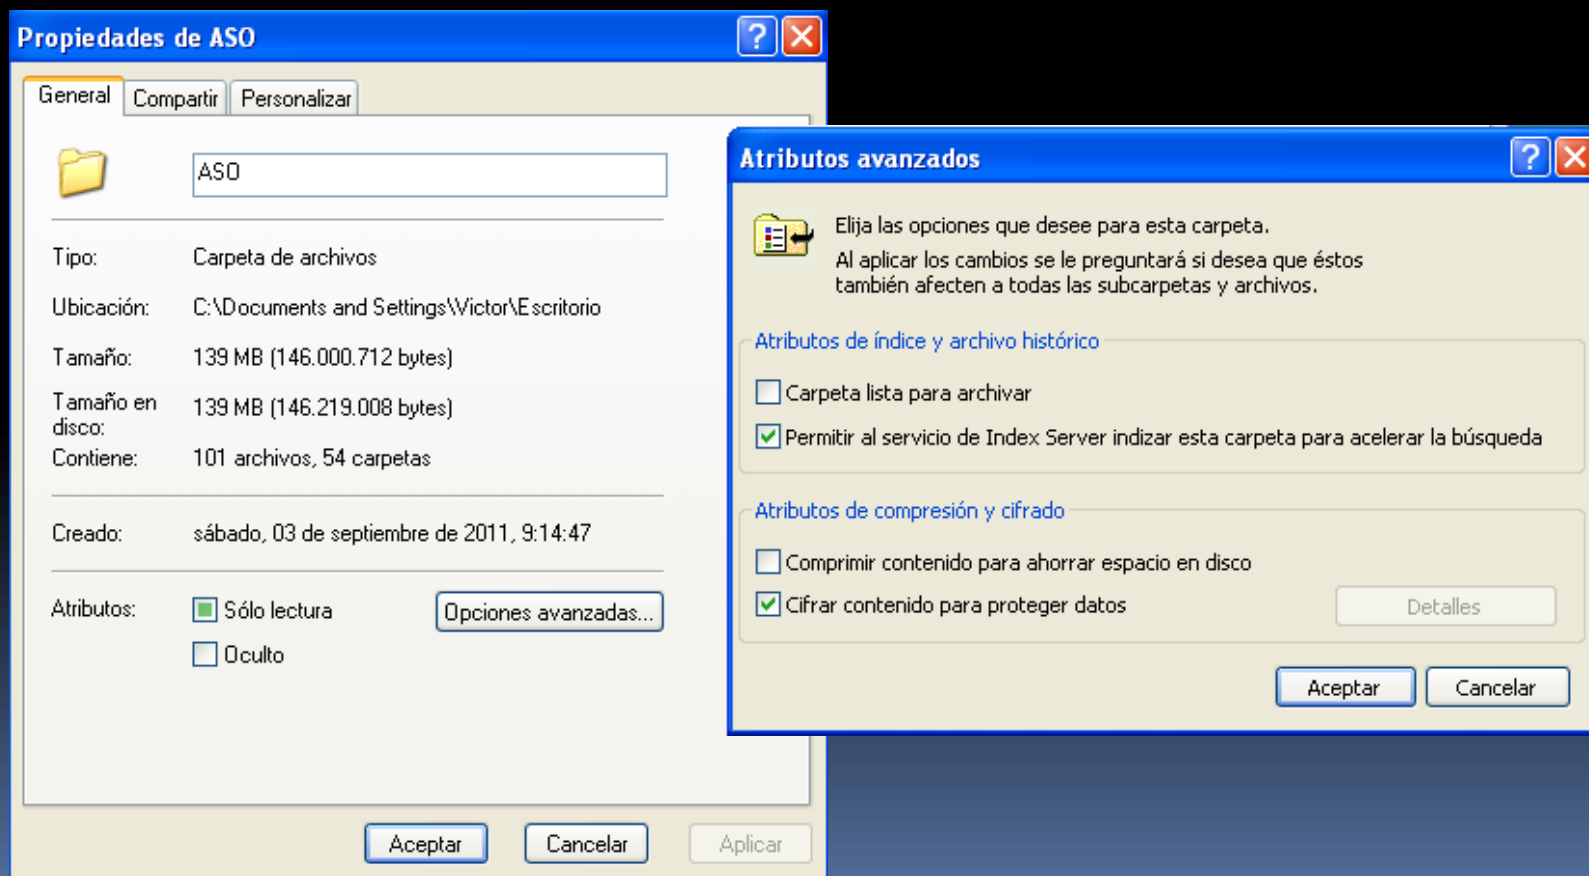 Propiedades de ASO
General Compartir Personalizar
ASO
Tipo: Carpeta de archivos
Ubicación: C:\Documents and Settings\Victor\Escritorio
Tamaño: 139 MB (146.000.712 bytes)
Tamaño en disco: 139 MB (146.219.008 bytes)
Contiene: 101 archivos, 54 carpetas
Creado: sábado, 03 de septiembre de 2011, 9:14:47
Atributos: Sólo lectura Opciones avanzadas...
Oculto
Aceptar Cancelar Aplicar
Atributos avanzados
Elija las opciones que desee para esta carpeta.
Al aplicar los cambios se le preguntará si desea que éstos
también afecten a todas las subcarpetas y archivos.
Atributos de índice y archivo histórico
Carpeta lista para archivar
Permitir al servicio de Index Server indizar esta carpeta para acelerar la búsqueda
Atributos de compresión y cifrado
Comprimir contenido para ahorrar espacio en disco
Cifrar contenido para proteger datos Detalles
Aceptar Cancelar